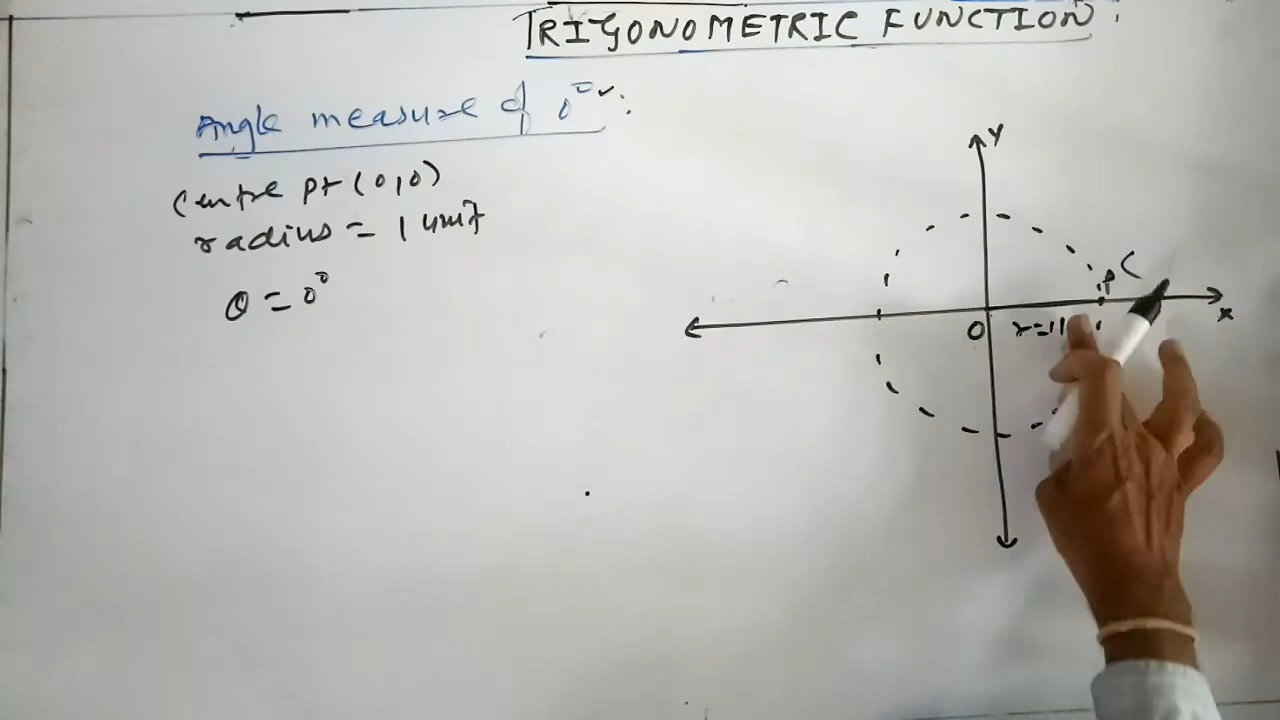 TRIGONOMETRIC FUNCTION:
Angle measure of 0° ✓:
Centre pt (0,0)
radius = 1 unit
θ = 0°
Y
P (
X
O r=1